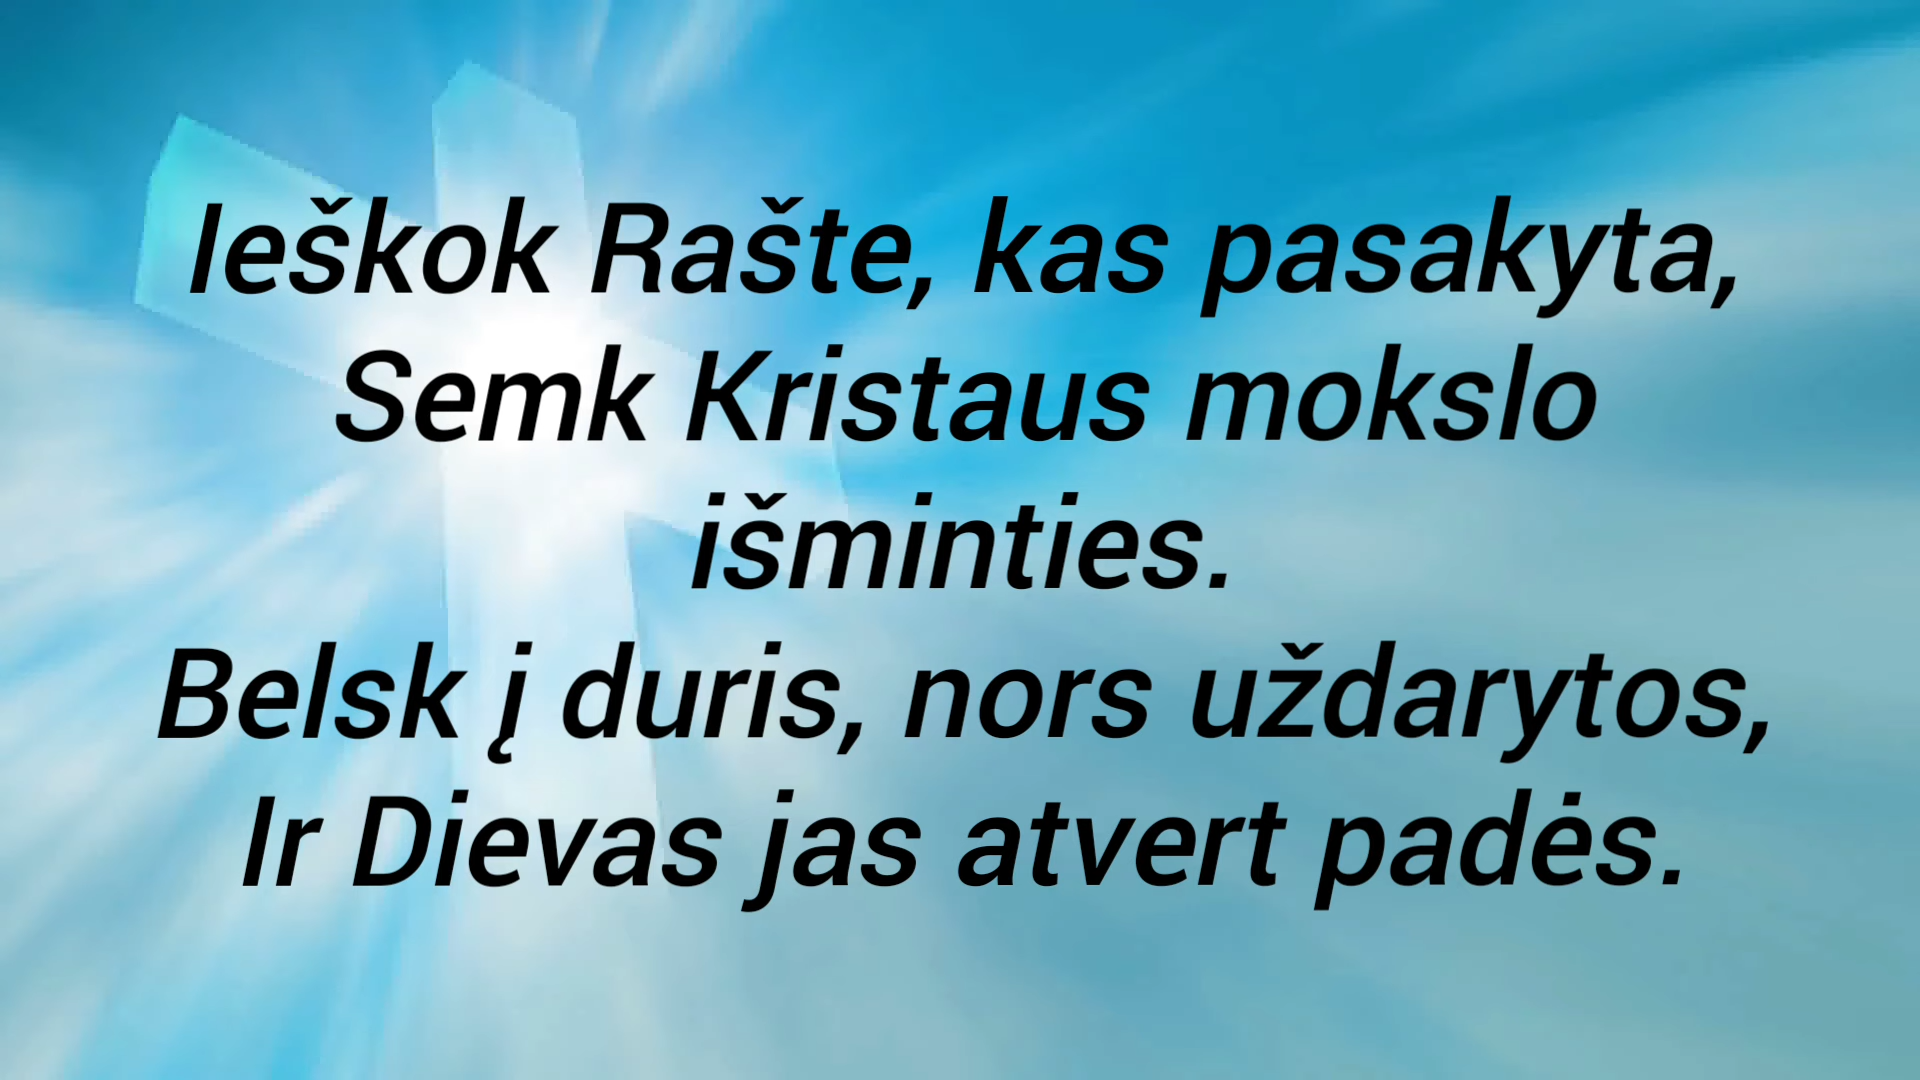 Ieškok Rašte, kas pasakyta,
Semk Kristaus mokslo
išminties.
Belsk į duris, nors uždarytos,
Ir Dievas jas atvert padės.